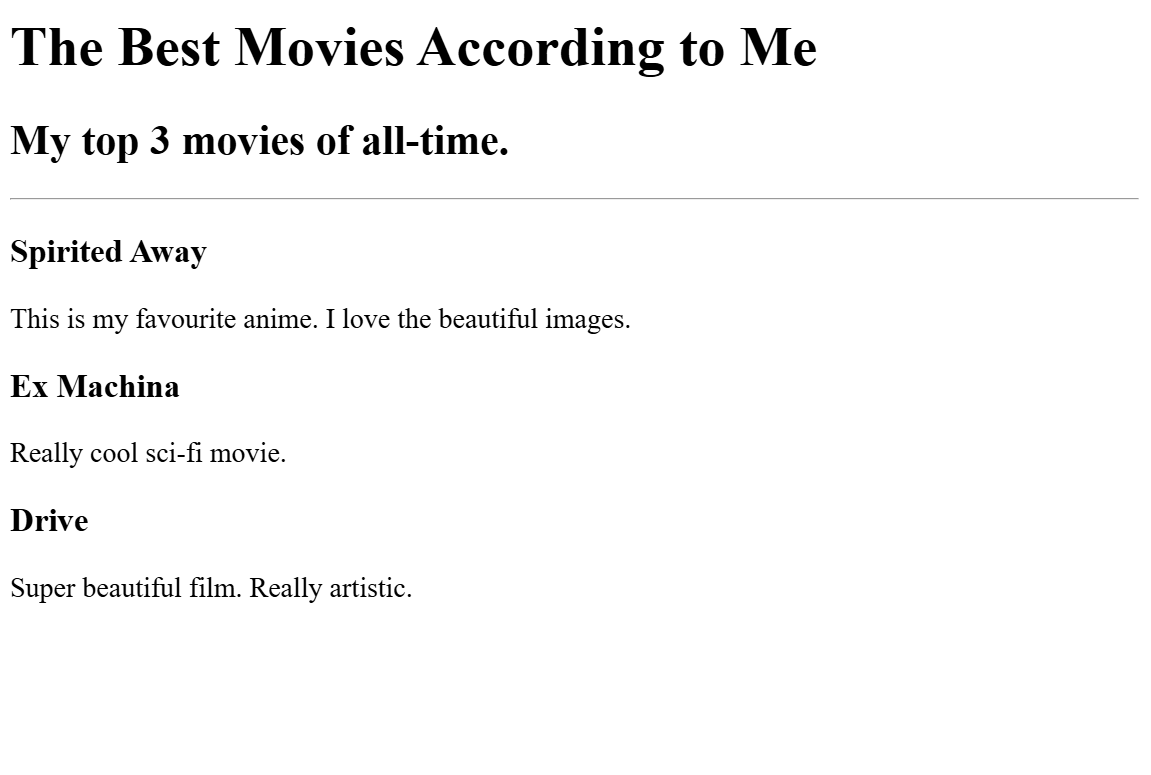 The Best Movies According to Me
My top 3 movies of all-time.
Spirited Away
This is my favourite anime. I love the beautiful images.
Ex Machina
Really cool sci-fi movie.
Drive
Super beautiful film. Really artistic.